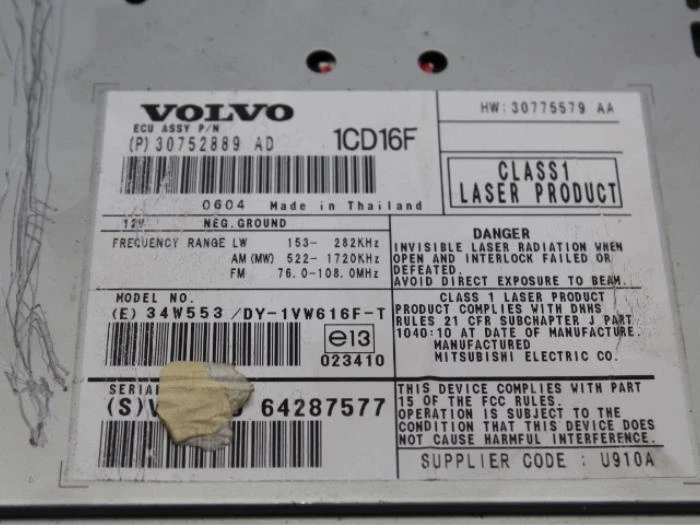 VOLVO
ECU ASSY P/N
(P) 30752889 AD
1CD16F
0604 Made in Thailand
HW: 30775579 AA
CLASS1
LASER PRODUCT
12V NEG.GROUND
FREQUENCY RANGE LW 153- 282KHz
AM (MW) 522- 1720KHz
FM 76.0-108.0MHz
DANGER
INVISIBLE LASER RADIATION WHEN
OPEN AND INTERLOCK FAILED OR
DEFEATED.
AVOID DIRECT EXPOSURE TO BEAM.
MODEL NO.
(E) 34W553 /DY-1VW616F-T
e13
023410
CLASS 1 LASER PRODUCT
PRODUCT COMPLIES WITH DHHS
RULES 21 CFR SUBCHAPTER J PART
1040:10 AT DATE OF MANUFACTURE.
MANUFACTURED
MITSUBISHI ELECTRIC CO.
SERIAL
(S)V 64287577
THIS DEVICE COMPLIES WITH PART
15 OF THE FCC RULES.
OPERATION IS SUBJECT TO THE
CONDITION THAT THIS DEVICE DOES
NOT CAUSE HARMFUL INTERFERENCE.
SUPPLIER CODE : U910A